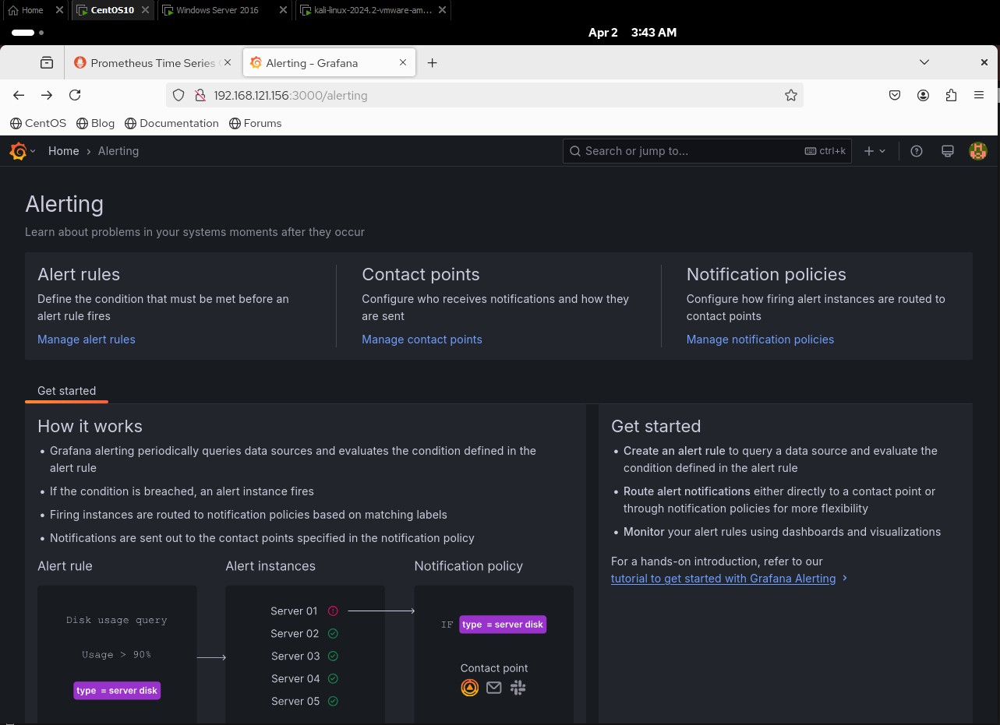 Home
CentOS10
Windows Server 2016
kali-linux-2024.2-vmware-am...
Apr 2 3:43 AM
Prometheus Time Series
Alerting - Grafana
192.168.121.156:3000/alerting
CentOS
Blog
Documentation
Forums
Home › Alerting
Search or jump to...
ctrl+k
Alerting
Learn about problems in your systems moments after they occur
Alert rules
Define the condition that must be met before an
alert rule fires
Manage alert rules
Contact points
Configure who receives notifications and how they
are sent
Manage contact points
Notification policies
Configure how firing alert instances are routed to
contact points
Manage notification policies
Get started
How it works
• Grafana alerting periodically queries data sources and evaluates the condition defined in the
alert rule
• If the condition is breached, an alert instance fires
• Firing instances are routed to notification policies based on matching labels
• Notifications are sent out to the contact points specified in the notification policy
Alert rule
Disk usage query
Usage > 90%
type = server disk
Alert instances
Server 01
Server 02
Server 03
Server 04
Server 05
Notification policy
IF type = server disk
Contact point
Get started
• Create an alert rule to query a data source and evaluate the
condition defined in the alert rule
• Route alert notifications either directly to a contact point or
through notification policies for more flexibility
• Monitor your alert rules using dashboards and visualizations
For a hands-on introduction, refer to our
tutorial to get started with Grafana Alerting ›